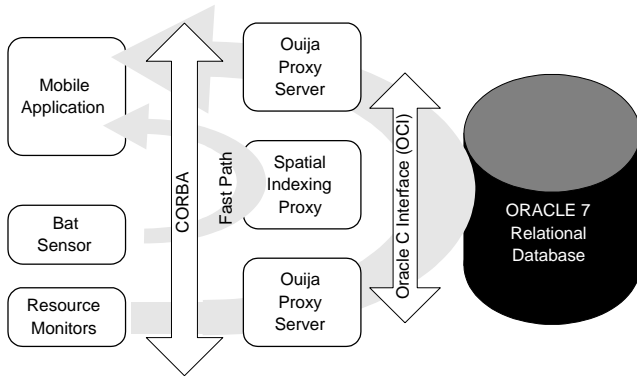 Mobile
Application
Bat
Sensor
Resource
Monitors
CORBA
Fast Path
Ouija
Proxy
Server
Spatial
Indexing
Proxy
Ouija
Proxy
Server
Oracle C Interface (OCI)
ORACLE 7
Relational
Database